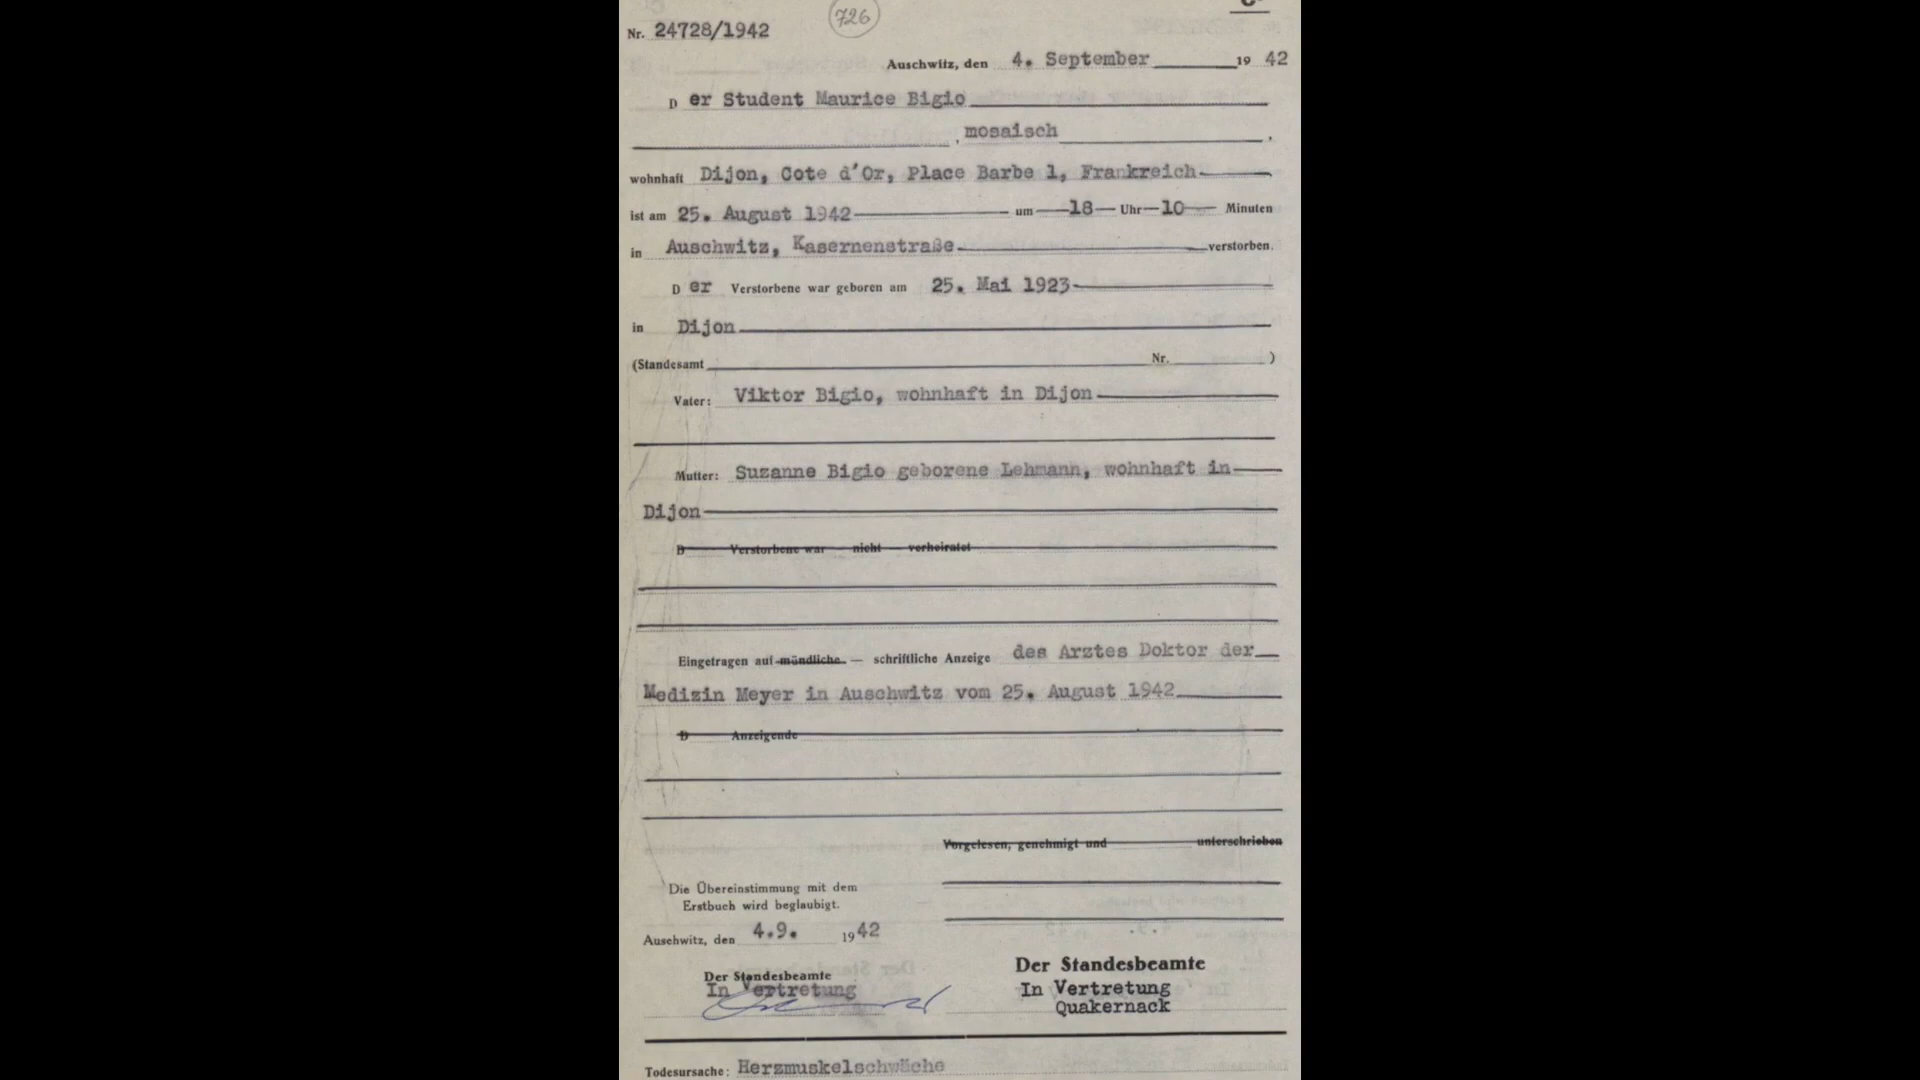 726
Nr. 24728/1942
Auschwitz, den 4. September 19 42
D er Student Maurice Bigio
, mosaisch ,
wohnhaft Dijon, Cote d'Or, Place Barbe 1, Frankreich
ist am 25. August 1942 um 18 Uhr 10 Minuten
in Auschwitz, Kasernenstraße verstorben.
D er Verstorbene war geboren am 25. Mai 1923
in Dijon
(Standesamt Nr. )
Vater: Viktor Bigio, wohnhaft in Dijon
Mutter: Suzanne Bigio geborene Lehmann, wohnhaft in
Dijon
D Verstorbene war — nicht — verheiratet
Eingetragen auf mündliche — schriftliche Anzeige des Arztes Doktor der
Medizin Meyer in Auschwitz vom 25. August 1942
D Anzeigende
Vorgelesen, genehmigt und unterschrieben
Die Übereinstimmung mit dem
Erstbuch wird beglaubigt.
Auschwitz, den 4.9. 1942
Der Standesbeamte
In Vertretung
Der Standesbeamte
In Vertretung
Quakernack
Todesursache: Herzmuskelschwäche